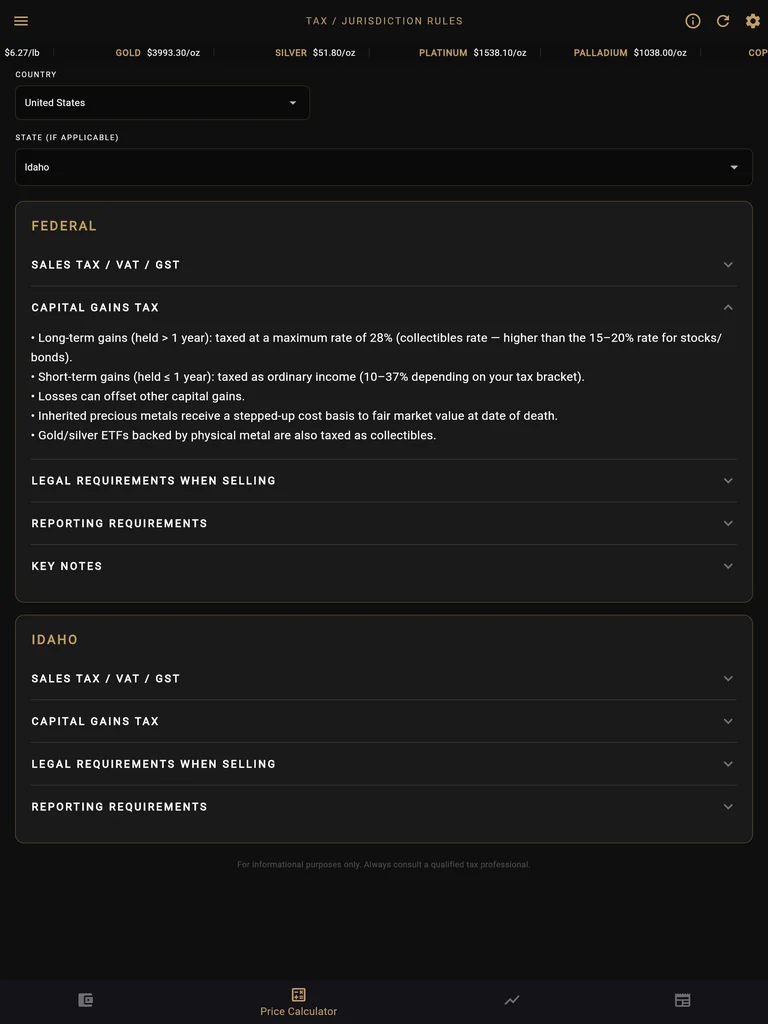 TAX / JURISDICTION RULES
$6.27/lb GOLD $3993.30/oz SILVER $51.80/oz PLATINUM $1538.10/oz PALLADIUM $1038.00/oz COP
COUNTRY
United States
STATE (IF APPLICABLE)
Idaho
FEDERAL
SALES TAX / VAT / GST
CAPITAL GAINS TAX
• Long-term gains (held > 1 year): taxed at a maximum rate of 28% (collectibles rate — higher than the 15–20% rate for stocks/
bonds).
• Short-term gains (held ≤ 1 year): taxed as ordinary income (10–37% depending on your tax bracket).
• Losses can offset other capital gains.
• Inherited precious metals receive a stepped-up cost basis to fair market value at date of death.
• Gold/silver ETFs backed by physical metal are also taxed as collectibles.
LEGAL REQUIREMENTS WHEN SELLING
REPORTING REQUIREMENTS
KEY NOTES
IDAHO
SALES TAX / VAT / GST
CAPITAL GAINS TAX
LEGAL REQUIREMENTS WHEN SELLING
REPORTING REQUIREMENTS
For informational purposes only. Always consult a qualified tax professional.
Price Calculator